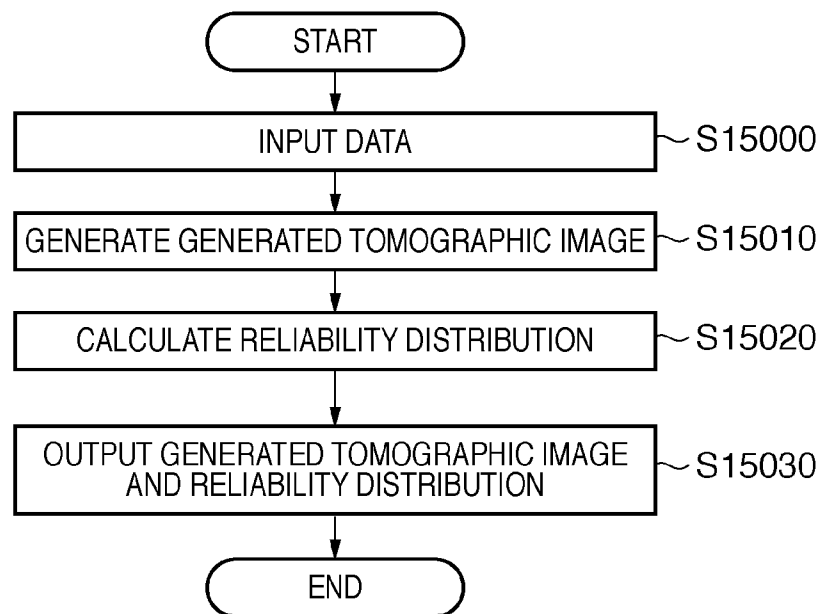 START
INPUT DATA
S15000
GENERATE GENERATED TOMOGRAPHIC IMAGE
S15010
CALCULATE RELIABILITY DISTRIBUTION
S15020
OUTPUT GENERATED TOMOGRAPHIC IMAGE
AND RELIABILITY DISTRIBUTION
S15030
END